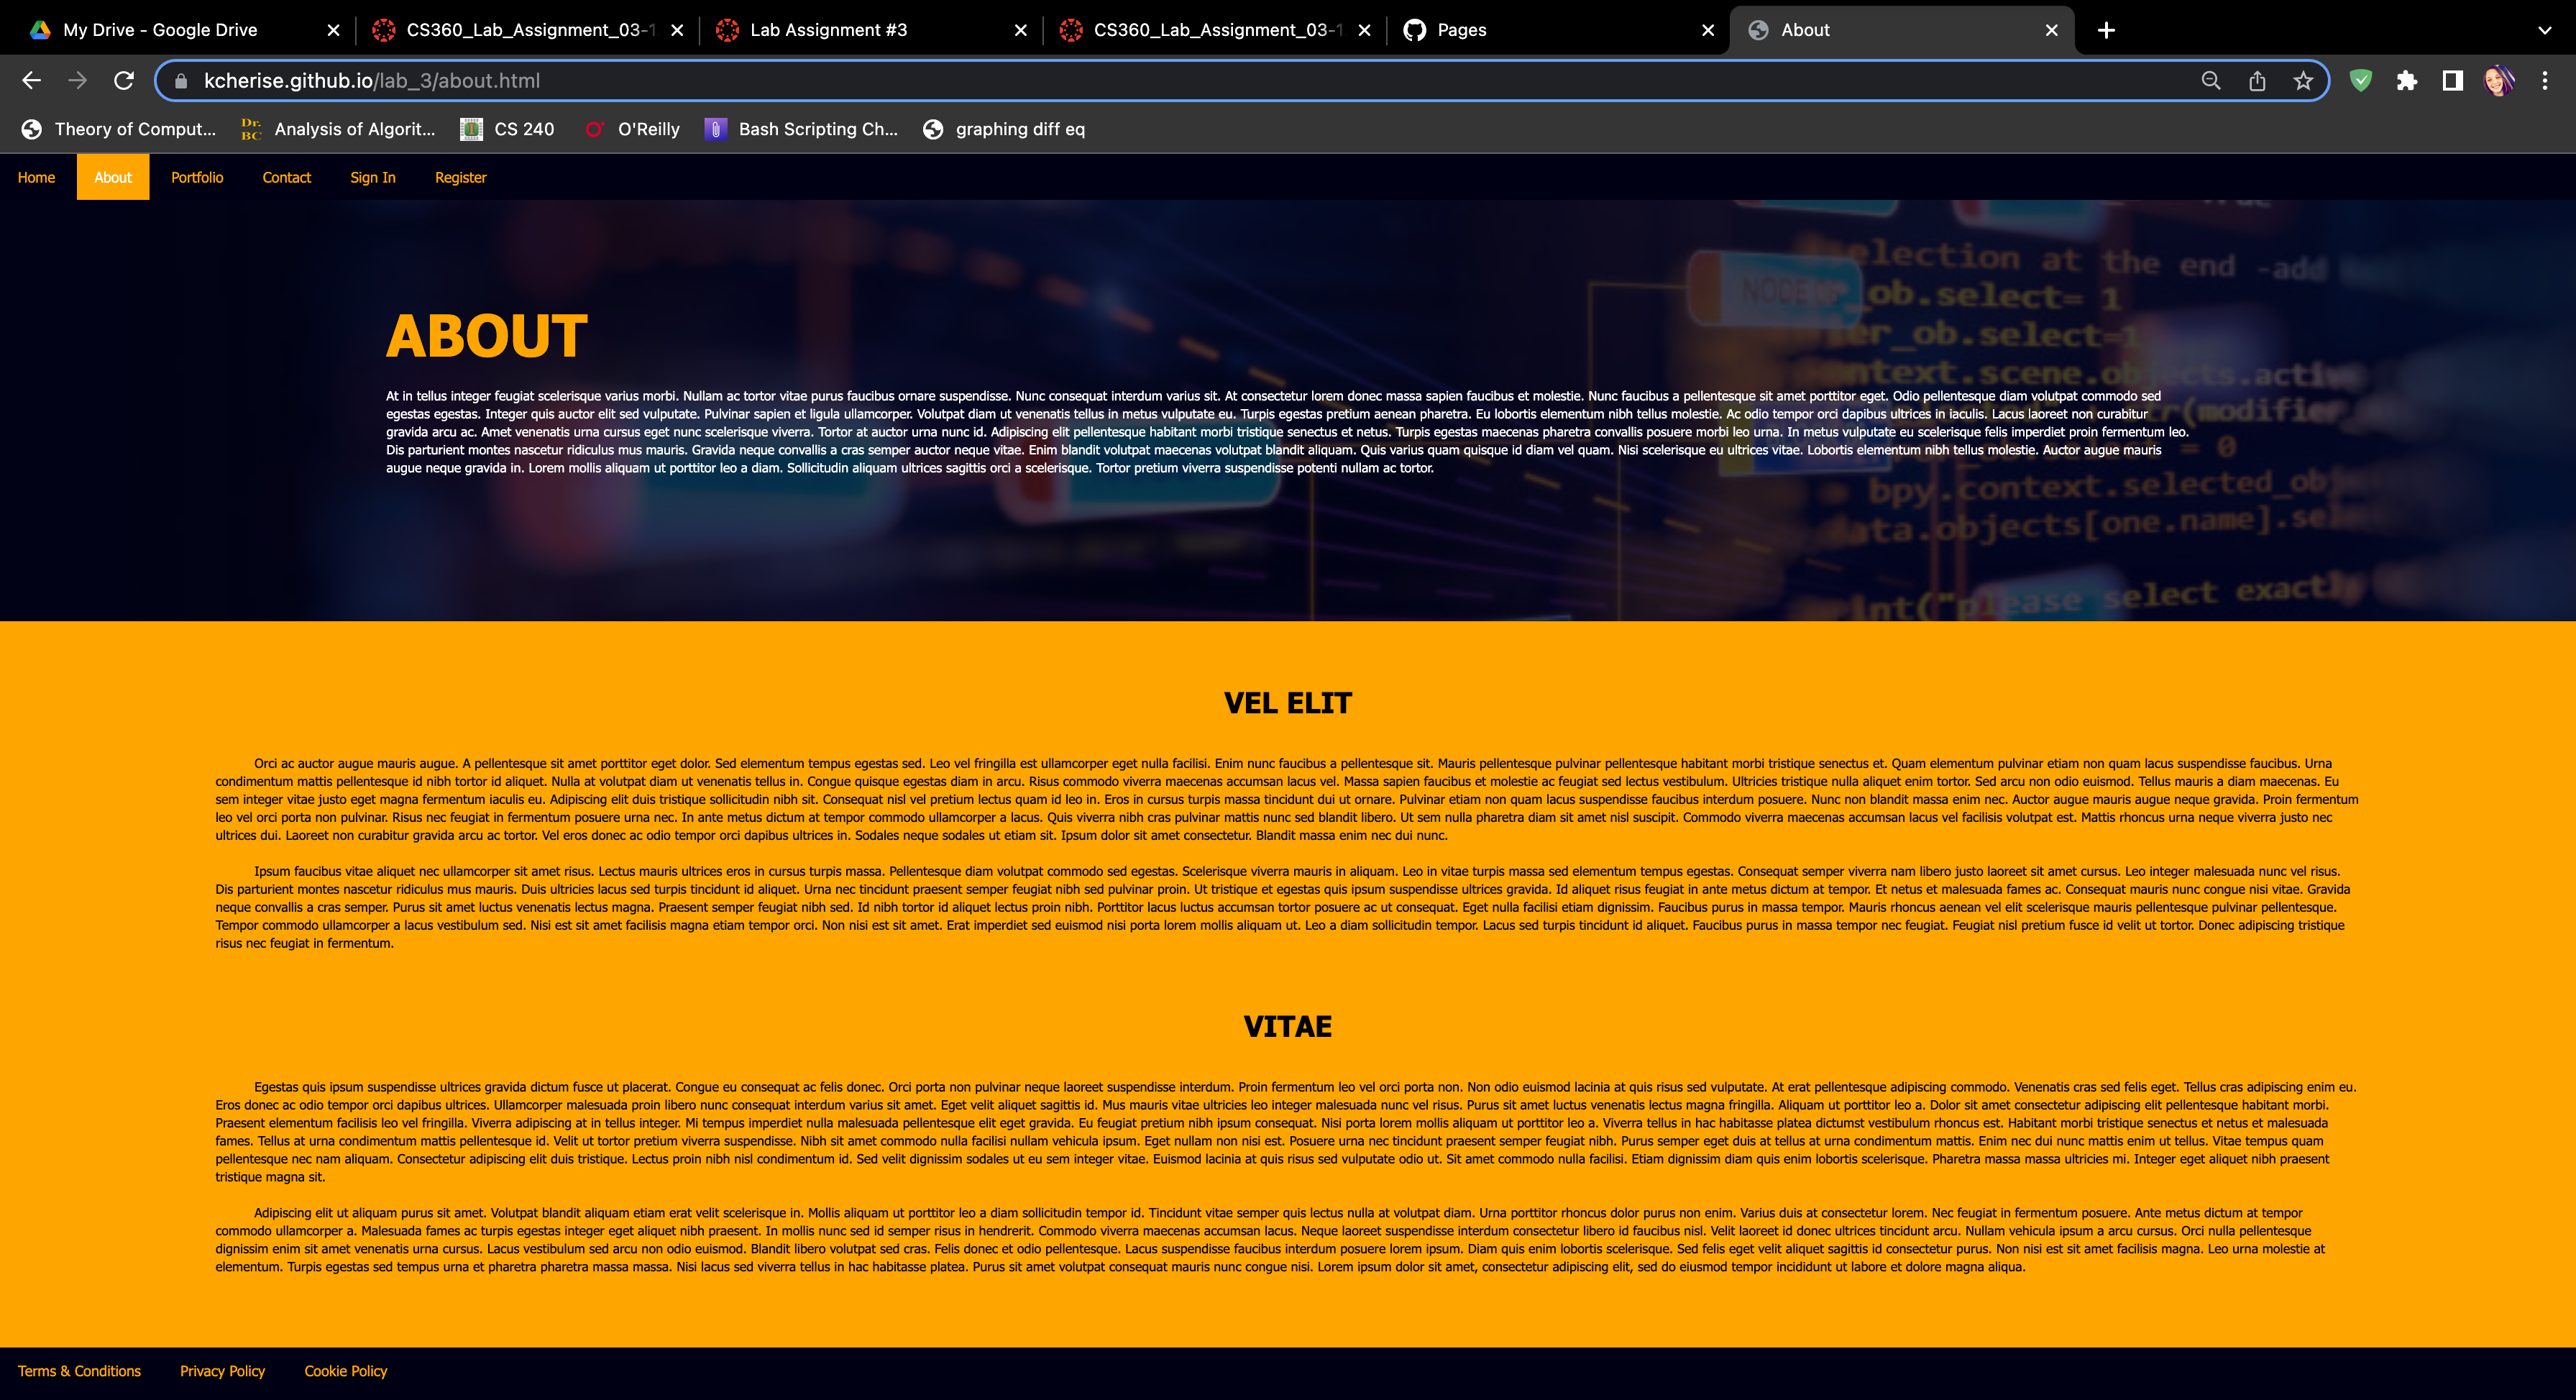 My Drive - Google Drive
CS360_Lab_Assignment_03-1
Lab Assignment #3
CS360_Lab_Assignment_03-1
Pages
About
kcherise.github.io/lab_3/about.html
Theory of Comput...
Dr. BC
Analysis of Algorit...
CS 240
O'Reilly
Bash Scripting Ch...
graphing diff eq
Home
About
Portfolio
Contact
Sign In
Register
election at the end -add
NODE
_ob.select= 1
er_ob.select=1
ntext.scene.objects.active
(modifier
= 0
bpy.context.selected_ob
data.objects[one.name].sel
print("please select exactl
ABOUT
At in tellus integer feugiat scelerisque varius morbi. Nullam ac tortor vitae purus faucibus ornare suspendisse. Nunc consequat interdum varius sit. At consectetur lorem donec massa sapien faucibus et molestie. Nunc faucibus a pellentesque sit amet porttitor eget. Odio pellentesque diam volutpat commodo sed
egestas egestas. Integer quis auctor elit sed vulputate. Pulvinar sapien et ligula ullamcorper. Volutpat diam ut venenatis tellus in metus vulputate eu. Turpis egestas pretium aenean pharetra. Eu lobortis elementum nibh tellus molestie. Ac odio tempor orci dapibus ultrices in iaculis. Lacus laoreet non curabitur
gravida arcu ac. Amet venenatis urna cursus eget nunc scelerisque viverra. Tortor at auctor urna nunc id. Adipiscing elit pellentesque habitant morbi tristique senectus et netus. Turpis egestas maecenas pharetra convallis posuere morbi leo urna. In metus vulputate eu scelerisque felis imperdiet proin fermentum leo.
Dis parturient montes nascetur ridiculus mus mauris. Gravida neque convallis a cras semper auctor neque vitae. Enim blandit volutpat maecenas volutpat blandit aliquam. Quis varius quam quisque id diam vel quam. Nisi scelerisque eu ultrices vitae. Lobortis elementum nibh tellus molestie. Auctor augue mauris
augue neque gravida in. Lorem mollis aliquam ut porttitor leo a diam. Sollicitudin aliquam ultrices sagittis orci a scelerisque. Tortor pretium viverra suspendisse potenti nullam ac tortor.
VEL ELIT
Orci ac auctor augue mauris augue. A pellentesque sit amet porttitor eget dolor. Sed elementum tempus egestas sed. Leo vel fringilla est ullamcorper eget nulla facilisi. Enim nunc faucibus a pellentesque sit. Mauris pellentesque pulvinar pellentesque habitant morbi tristique senectus et. Quam elementum pulvinar etiam non quam lacus suspendisse faucibus. Urna
condimentum mattis pellentesque id nibh tortor id aliquet. Nulla at volutpat diam ut venenatis tellus in. Congue quisque egestas diam in arcu. Risus commodo viverra maecenas accumsan lacus vel. Massa sapien faucibus et molestie ac feugiat sed lectus vestibulum. Ultricies tristique nulla aliquet enim tortor. Sed arcu non odio euismod. Tellus mauris a diam maecenas. Eu
sem integer vitae justo eget magna fermentum iaculis eu. Adipiscing elit duis tristique sollicitudin nibh sit. Consequat nisl vel pretium lectus quam id leo in. Eros in cursus turpis massa tincidunt dui ut ornare. Pulvinar etiam non quam lacus suspendisse faucibus interdum posuere. Nunc non blandit massa enim nec. Auctor augue mauris augue neque gravida. Proin fermentum
leo vel orci porta non pulvinar. Risus nec feugiat in fermentum posuere urna nec. In ante metus dictum at tempor commodo ullamcorper a lacus. Quis viverra nibh cras pulvinar mattis nunc sed blandit libero. Ut sem nulla pharetra diam sit amet nisl suscipit. Commodo viverra maecenas accumsan lacus vel facilisis volutpat est. Mattis rhoncus urna neque viverra justo nec
ultrices dui. Laoreet non curabitur gravida arcu ac tortor. Vel eros donec ac odio tempor orci dapibus ultrices in. Sodales neque sodales ut etiam sit. Ipsum dolor sit amet consectetur. Blandit massa enim nec dui nunc.
Ipsum faucibus vitae aliquet nec ullamcorper sit amet risus. Lectus mauris ultrices eros in cursus turpis massa. Pellentesque diam volutpat commodo sed egestas. Scelerisque viverra mauris in aliquam. Leo in vitae turpis massa sed elementum tempus egestas. Consequat semper viverra nam libero justo laoreet sit amet cursus. Leo integer malesuada nunc vel risus.
Dis parturient montes nascetur ridiculus mus mauris. Duis ultricies lacus sed turpis tincidunt id aliquet. Urna nec tincidunt praesent semper feugiat nibh sed pulvinar proin. Ut tristique et egestas quis ipsum suspendisse ultrices gravida. Id aliquet risus feugiat in ante metus dictum at tempor. Et netus et malesuada fames ac. Consequat mauris nunc congue nisi vitae. Gravida
neque convallis a cras semper. Purus sit amet luctus venenatis lectus magna. Praesent semper feugiat nibh sed. Id nibh tortor id aliquet lectus proin nibh. Porttitor lacus luctus accumsan tortor posuere ac ut consequat. Eget nulla facilisi etiam dignissim. Faucibus purus in massa tempor. Mauris rhoncus aenean vel elit scelerisque mauris pellentesque pulvinar pellentesque.
Tempor commodo ullamcorper a lacus vestibulum sed. Nisi est sit amet facilisis magna etiam tempor orci. Non nisi est sit amet. Erat imperdiet sed euismod nisi porta lorem mollis aliquam ut. Leo a diam sollicitudin tempor. Lacus sed turpis tincidunt id aliquet. Faucibus purus in massa tempor nec feugiat. Feugiat nisl pretium fusce id velit ut tortor. Donec adipiscing tristique
risus nec feugiat in fermentum.
VITAE
Egestas quis ipsum suspendisse ultrices gravida dictum fusce ut placerat. Congue eu consequat ac felis donec. Orci porta non pulvinar neque laoreet suspendisse interdum. Proin fermentum leo vel orci porta non. Non odio euismod lacinia at quis risus sed vulputate. At erat pellentesque adipiscing commodo. Venenatis cras sed felis eget. Tellus cras adipiscing enim eu.
Eros donec ac odio tempor orci dapibus ultrices. Ullamcorper malesuada proin libero nunc consequat interdum varius sit amet. Eget velit aliquet sagittis id. Mus mauris vitae ultricies leo integer malesuada nunc vel risus. Purus sit amet luctus venenatis lectus magna fringilla. Aliquam ut porttitor leo a. Dolor sit amet consectetur adipiscing elit pellentesque habitant morbi.
Praesent elementum facilisis leo vel fringilla. Viverra adipiscing at in tellus integer. Mi tempus imperdiet nulla malesuada pellentesque elit eget gravida. Eu feugiat pretium nibh ipsum consequat. Nisi porta lorem mollis aliquam ut porttitor leo a. Viverra tellus in hac habitasse platea dictumst vestibulum rhoncus est. Habitant morbi tristique senectus et netus et malesuada
fames. Tellus at urna condimentum mattis pellentesque id. Velit ut tortor pretium viverra suspendisse. Nibh sit amet commodo nulla facilisi nullam vehicula ipsum. Eget nullam non nisi est. Posuere urna nec tincidunt praesent semper feugiat nibh. Purus semper eget duis at tellus at urna condimentum mattis. Enim nec dui nunc mattis enim ut tellus. Vitae tempus quam
pellentesque nec nam aliquam. Consectetur adipiscing elit duis tristique. Lectus proin nibh nisl condimentum id. Sed velit dignissim sodales ut eu sem integer vitae. Euismod lacinia at quis risus sed vulputate odio ut. Sit amet commodo nulla facilisi. Etiam dignissim diam quis enim lobortis scelerisque. Pharetra massa massa ultricies mi. Integer eget aliquet nibh praesent
tristique magna sit.
Adipiscing elit ut aliquam purus sit amet. Volutpat blandit aliquam etiam erat velit scelerisque in. Mollis aliquam ut porttitor leo a diam sollicitudin tempor id. Tincidunt vitae semper quis lectus nulla at volutpat diam. Urna porttitor rhoncus dolor purus non enim. Varius duis at consectetur lorem. Nec feugiat in fermentum posuere. Ante metus dictum at tempor
commodo ullamcorper a. Malesuada fames ac turpis egestas integer eget aliquet nibh praesent. In mollis nunc sed id semper risus in hendrerit. Commodo viverra maecenas accumsan lacus. Neque laoreet suspendisse interdum consectetur libero id faucibus nisl. Velit laoreet id donec ultrices tincidunt arcu. Nullam vehicula ipsum a arcu cursus. Orci nulla pellentesque
dignissim enim sit amet venenatis urna cursus. Lacus vestibulum sed arcu non odio euismod. Blandit libero volutpat sed cras. Felis donec et odio pellentesque. Lacus suspendisse faucibus interdum posuere lorem ipsum. Diam quis enim lobortis scelerisque. Sed felis eget velit aliquet sagittis id consectetur purus. Non nisi est sit amet facilisis magna. Leo urna molestie at
elementum. Turpis egestas sed tempus urna et pharetra pharetra massa massa. Nisi lacus sed viverra tellus in hac habitasse platea. Purus sit amet volutpat consequat mauris nunc congue nisi. Lorem ipsum dolor sit amet, consectetur adipiscing elit, sed do eiusmod tempor incididunt ut labore et dolore magna aliqua.
Terms & Conditions
Privacy Policy
Cookie Policy